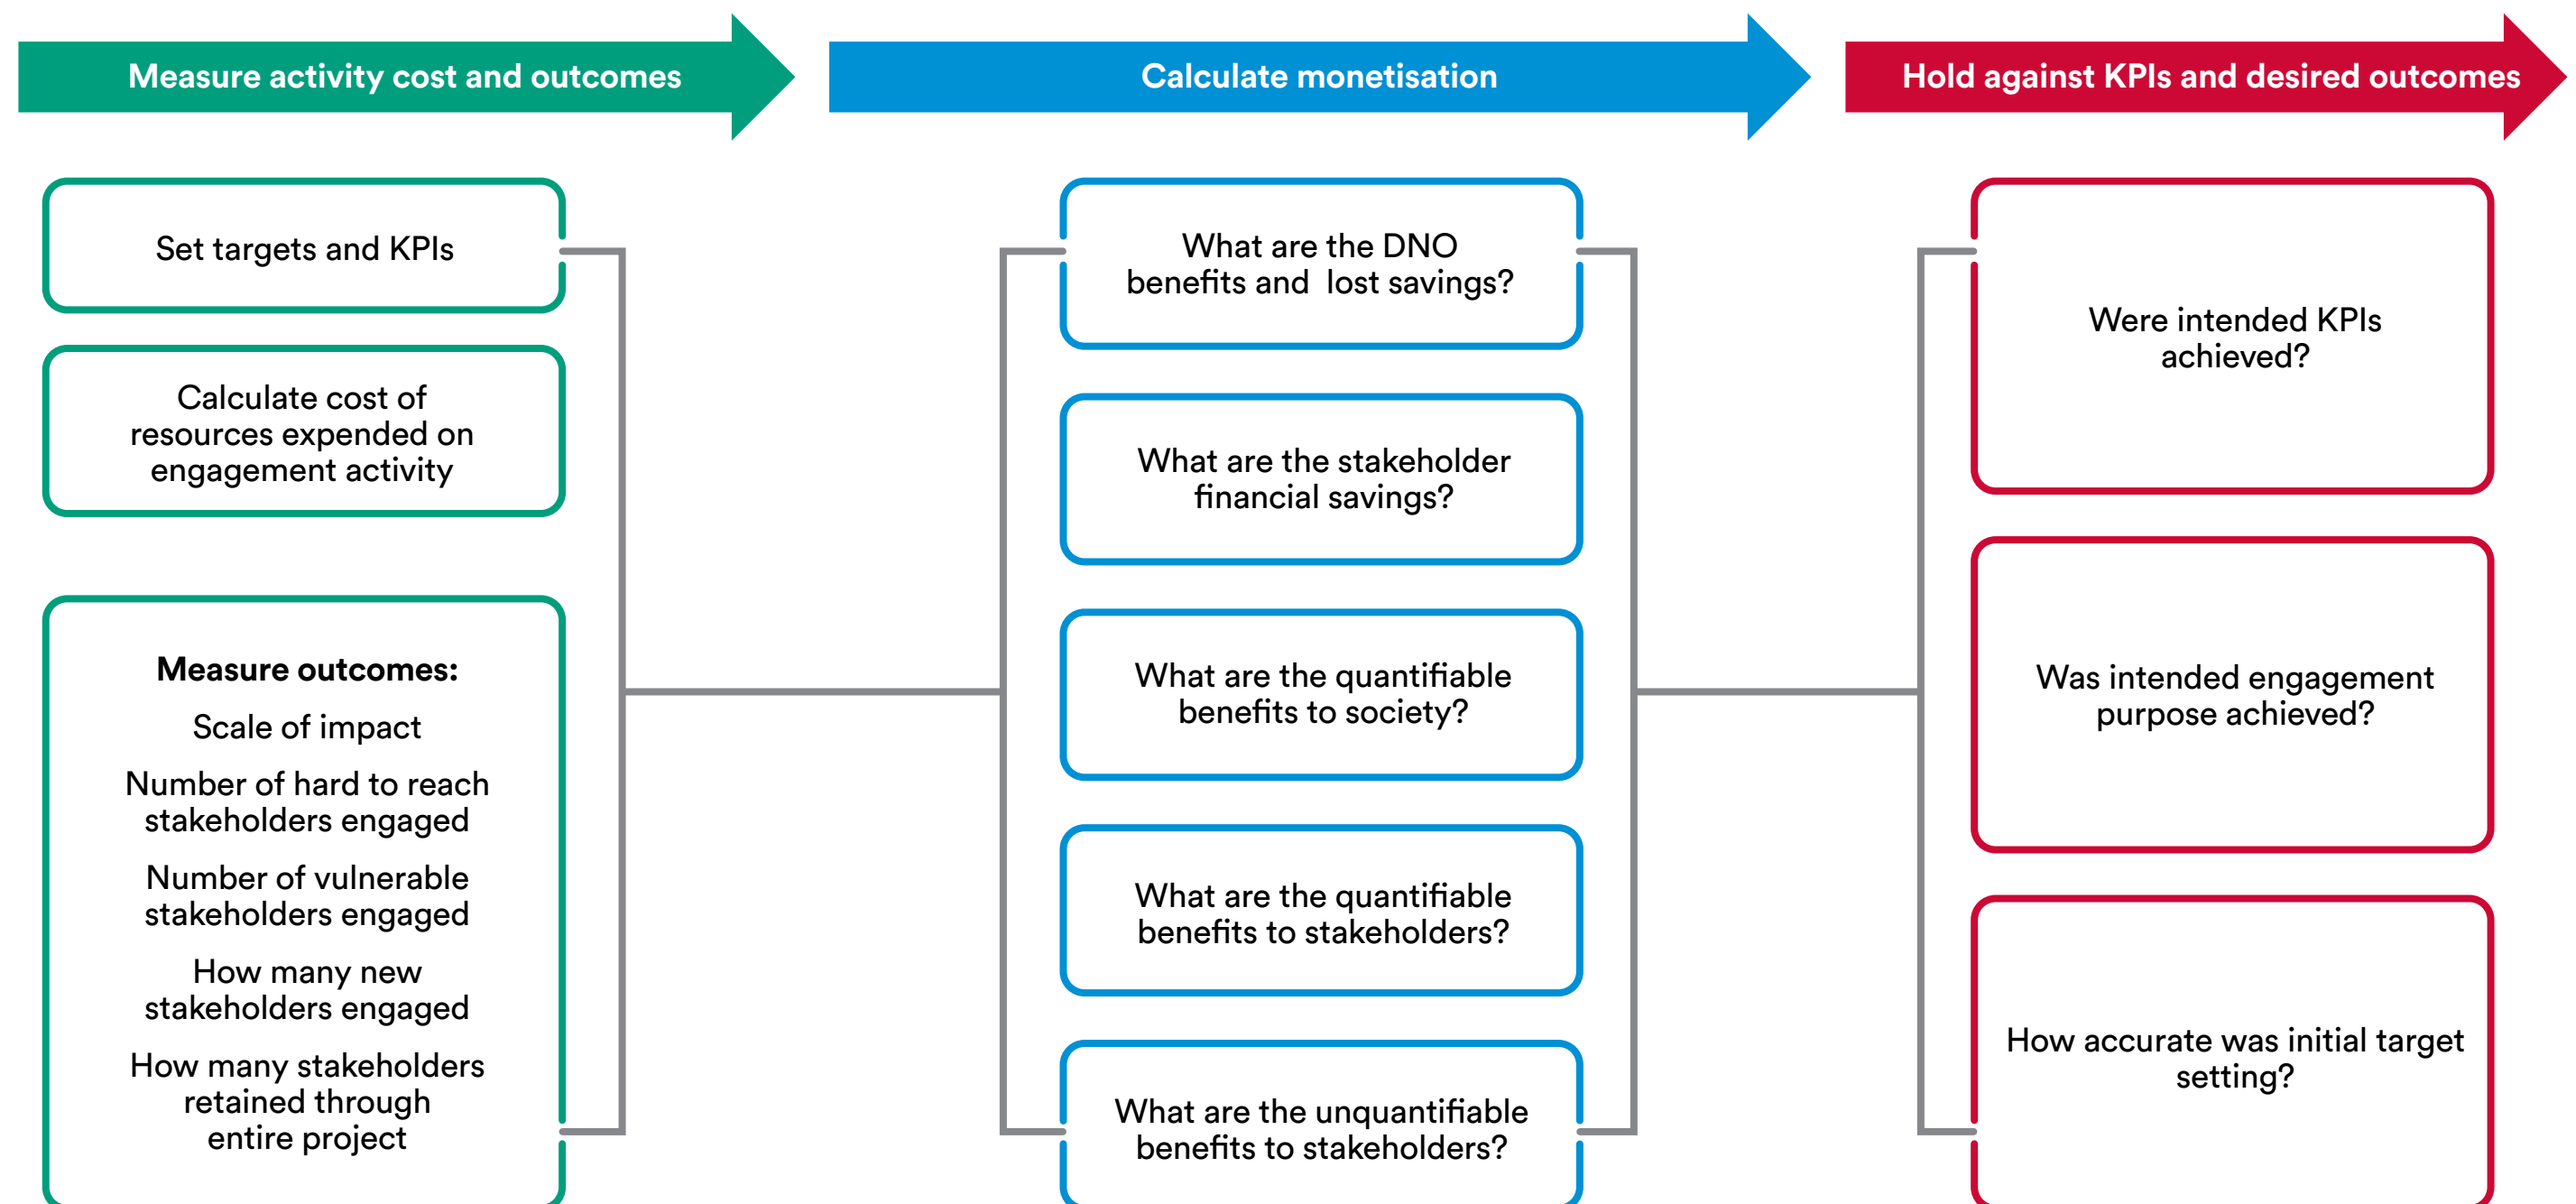 Measure activity cost and outcomes
Calculate monetisation
Hold against KPIs and desired outcomes
Set targets and KPIs
Calculate cost of
resources expended on
engagement activity
Measure outcomes:
Scale of impact
Number of hard to reach
stakeholders engaged
Number of vulnerable
stakeholders engaged
How many new
stakeholders engaged
How many stakeholders
retained through
entire project
What are the DNO
benefits and lost savings?
What are the stakeholder
financial savings?
What are the quantifiable
benefits to society?
What are the quantifiable
benefits to stakeholders?
What are the unquantifiable
benefits to stakeholders?
Were intended KPIs
achieved?
Was intended engagement
purpose achieved?
How accurate was initial target
setting?